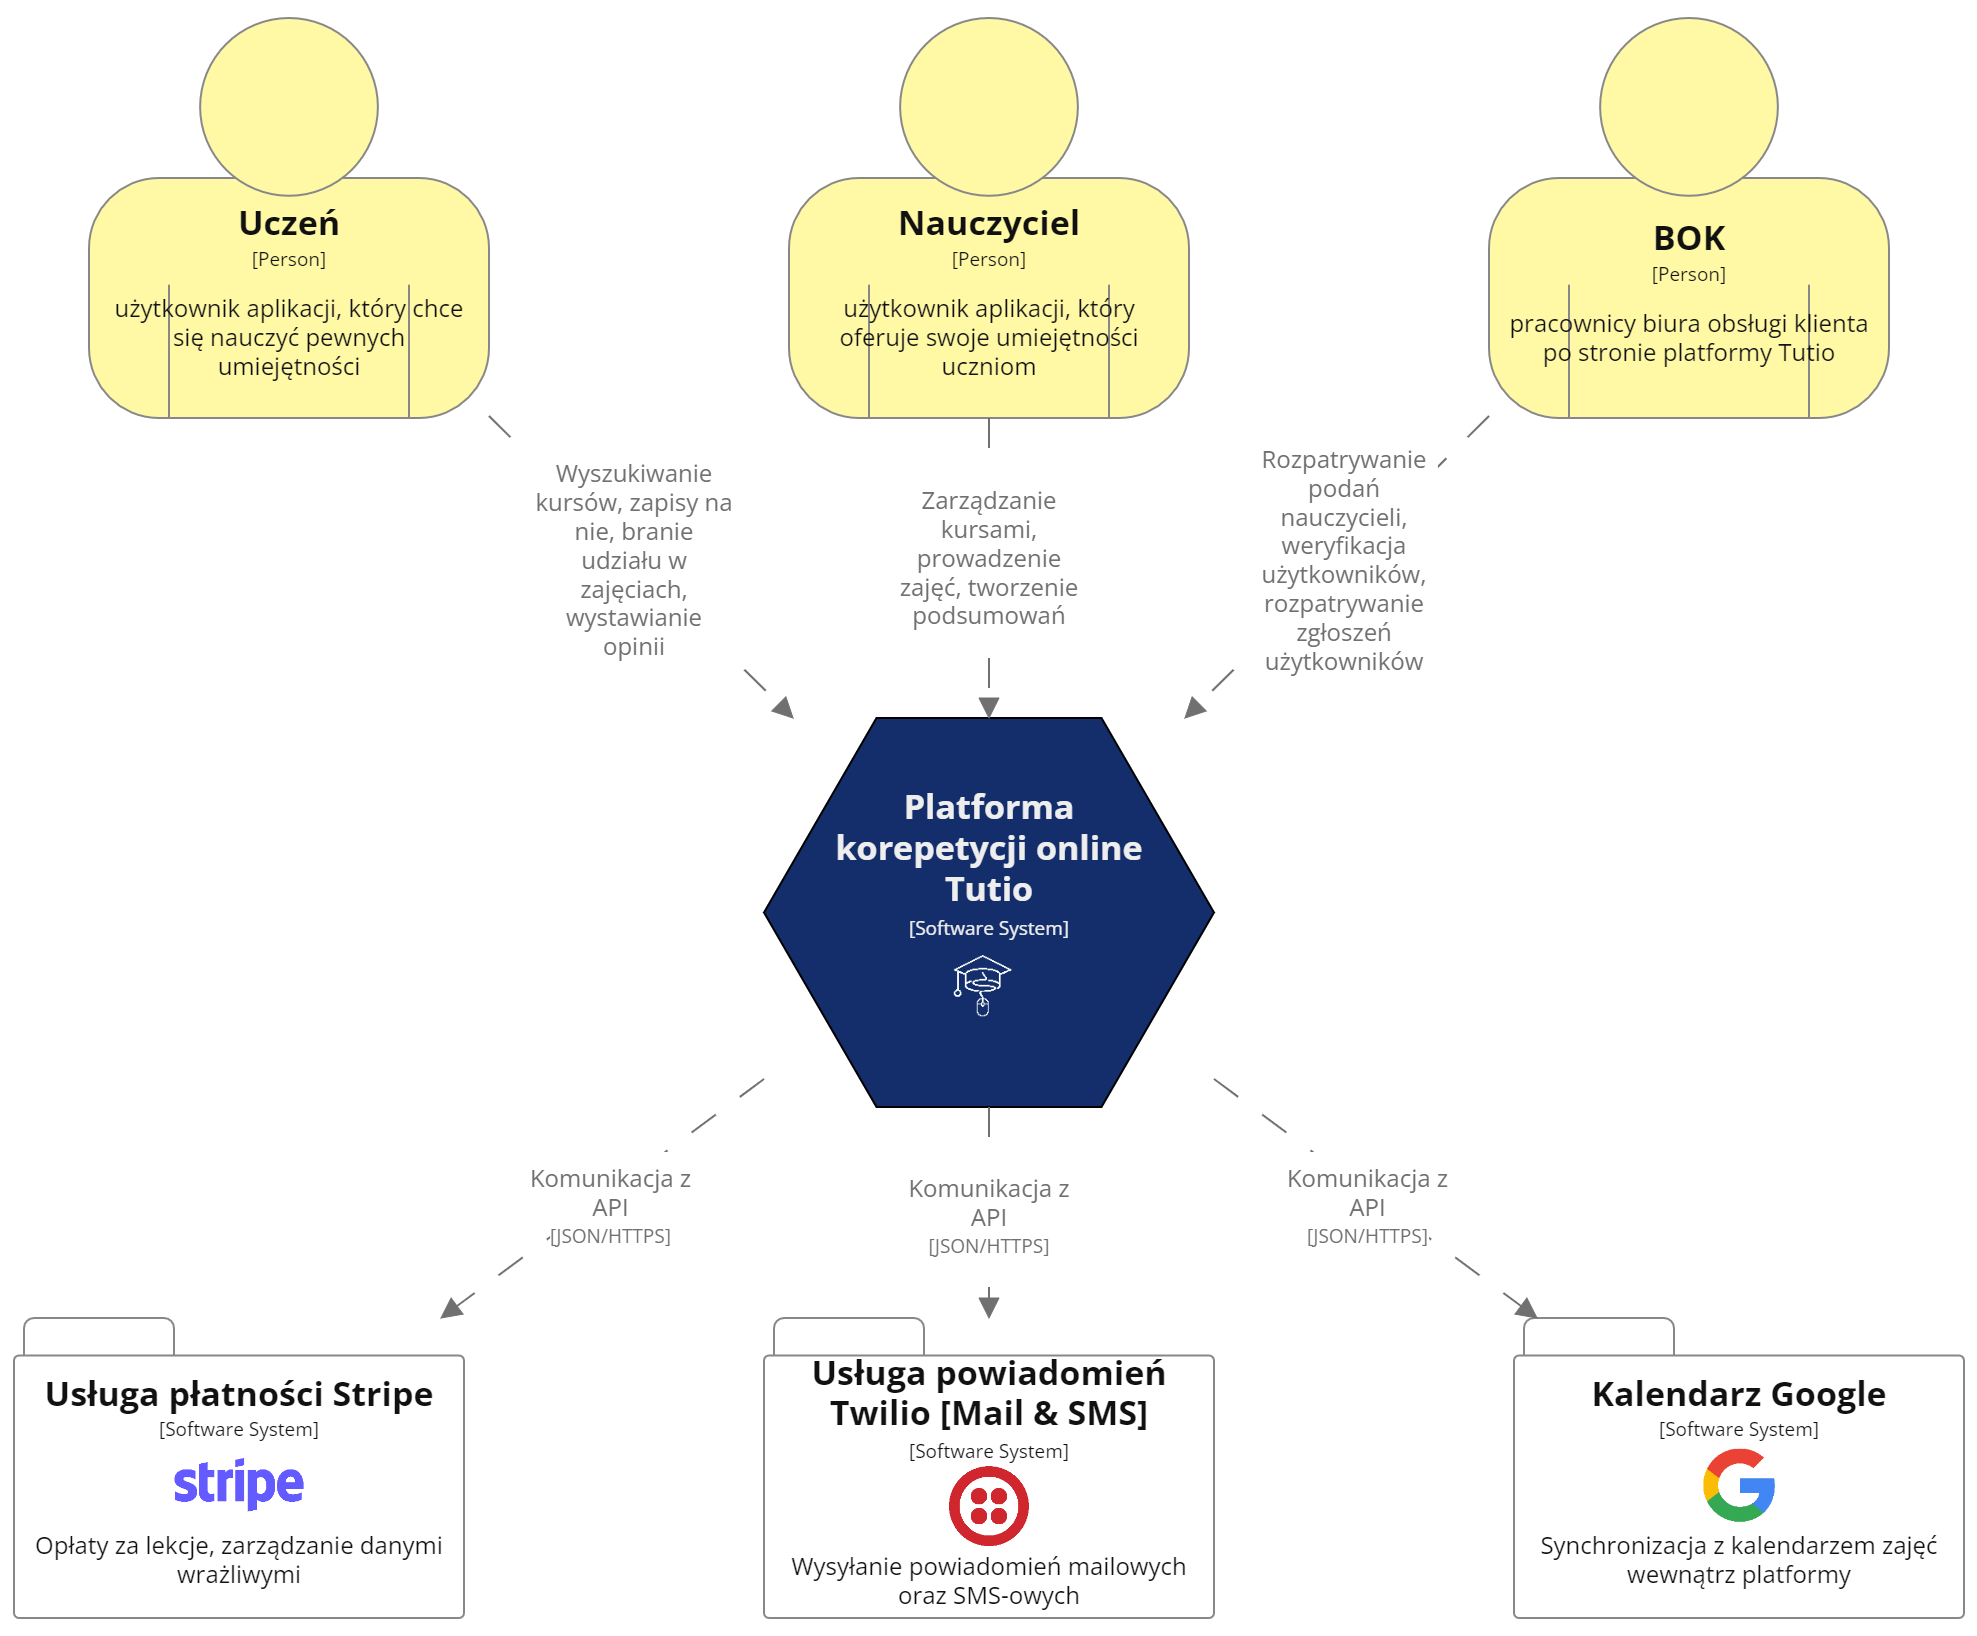 Uczeń
[Person]
użytkownik aplikacji, który chce
się nauczyć pewnych
umiejętności
Nauczyciel
[Person]
użytkownik aplikacji, który
oferuje swoje umiejętności
uczniom
BOK
[Person]
pracownicy biura obsługi klienta
po stronie platformy Tutio
Wyszukiwanie
kursów, zapisy na
nie, branie
udziału w
zajęciach,
wystawianie
opinii
Zarządzanie
kursami,
prowadzenie
zajęć, tworzenie
podsumowań
Rozpatrywanie
podań
nauczycieli,
weryfikacja
użytkowników,
rozpatrywanie
zgłoszeń
użytkowników
Platforma
korepetycji online
Tutio
[Software System]
Komunikacja z
API
[JSON/HTTPS]
Komunikacja z
API
[JSON/HTTPS]
Komunikacja z
API
[JSON/HTTPS]
Usługa płatności Stripe
[Software System]
stripe
Opłaty za lekcje, zarządzanie danymi
wrażliwymi
Usługa powiadomień
Twilio [Mail & SMS]
[Software System]
Wysyłanie powiadomień mailowych
oraz SMS-owych
Kalendarz Google
[Software System]
G
Synchronizacja z kalendarzem zajęć
wewnątrz platformy